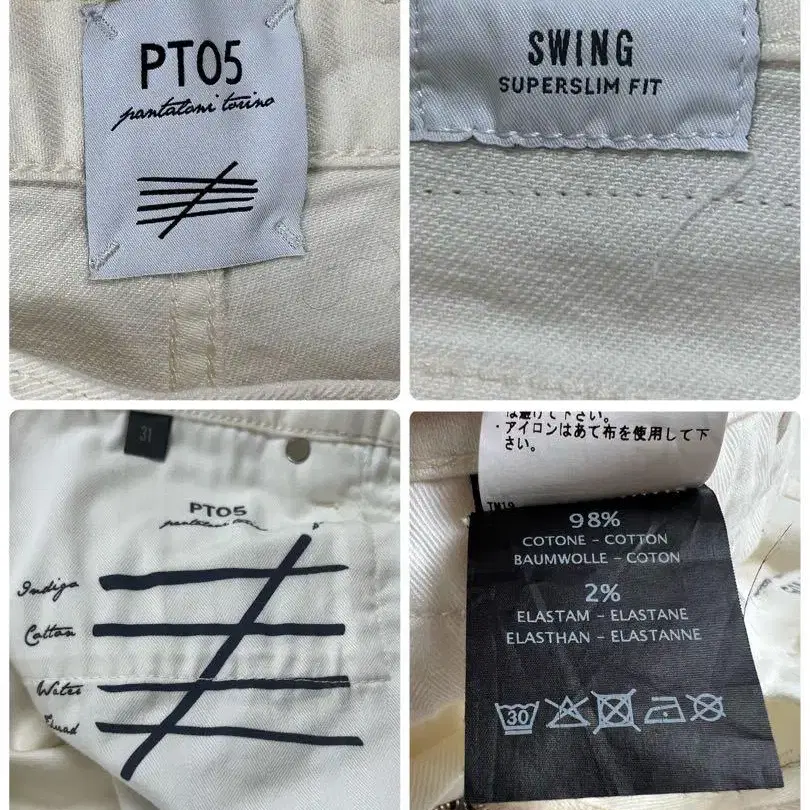 PT05
pantaloni torino
SWING
SUPERSLIM FIT
31
PT05
pantaloni torino
Indigo
Cotton
Water
Thread
は避けて下さい。
・アイロンはあて布を使用して下
さい。
98%
COTONE - COTTON
BAUMWOLLE - COTON
2%
ELASTAM - ELASTANE
ELASTHAN - ELASTANNE
30